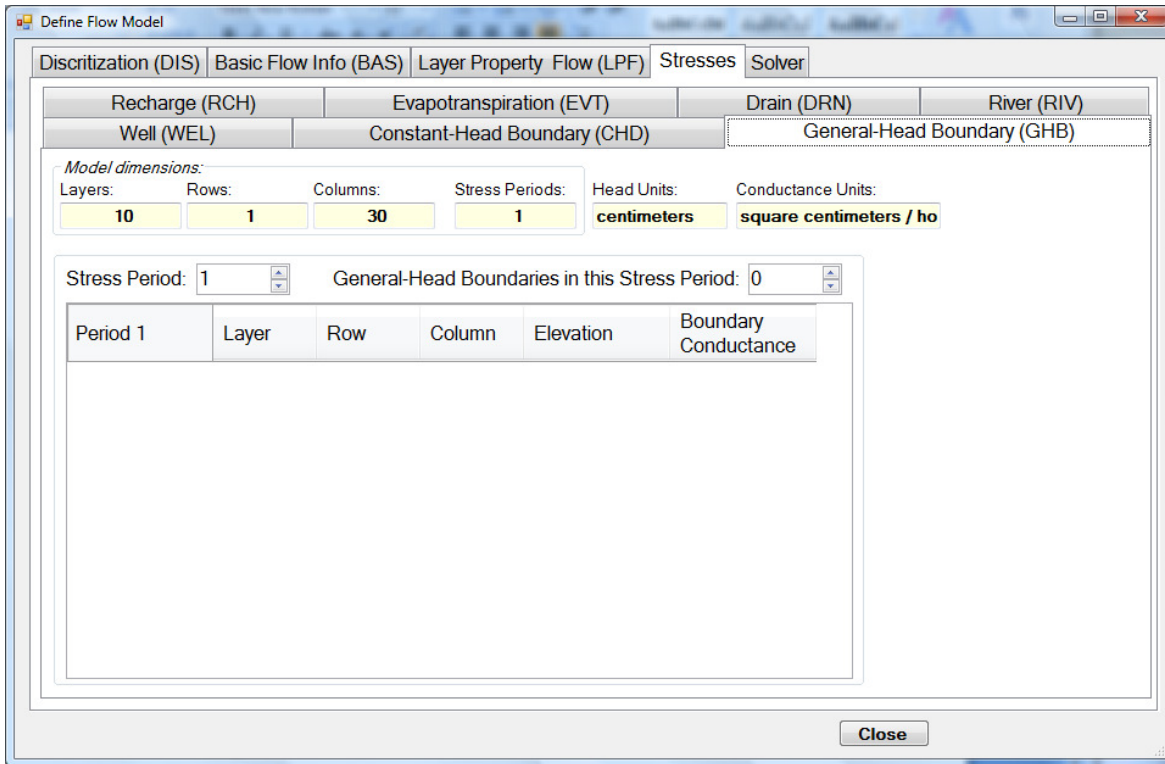 Define Flow Model
Discritization (DIS) Basic Flow Info (BAS) Layer Property Flow (LPF) Stresses Solver
Recharge (RCH) Evapotranspiration (EVT) Drain (DRN) River (RIV)
Well (WEL) Constant-Head Boundary (CHD) General-Head Boundary (GHB)
Model dimensions:
Layers: Rows: Columns: Stress Periods: Head Units: Conductance Units:
10 1 30 1 centimeters square centimeters / ho
Stress Period: 1 General-Head Boundaries in this Stress Period: 0
Period 1 Layer Row Column Elevation Boundary
Conductance
Close